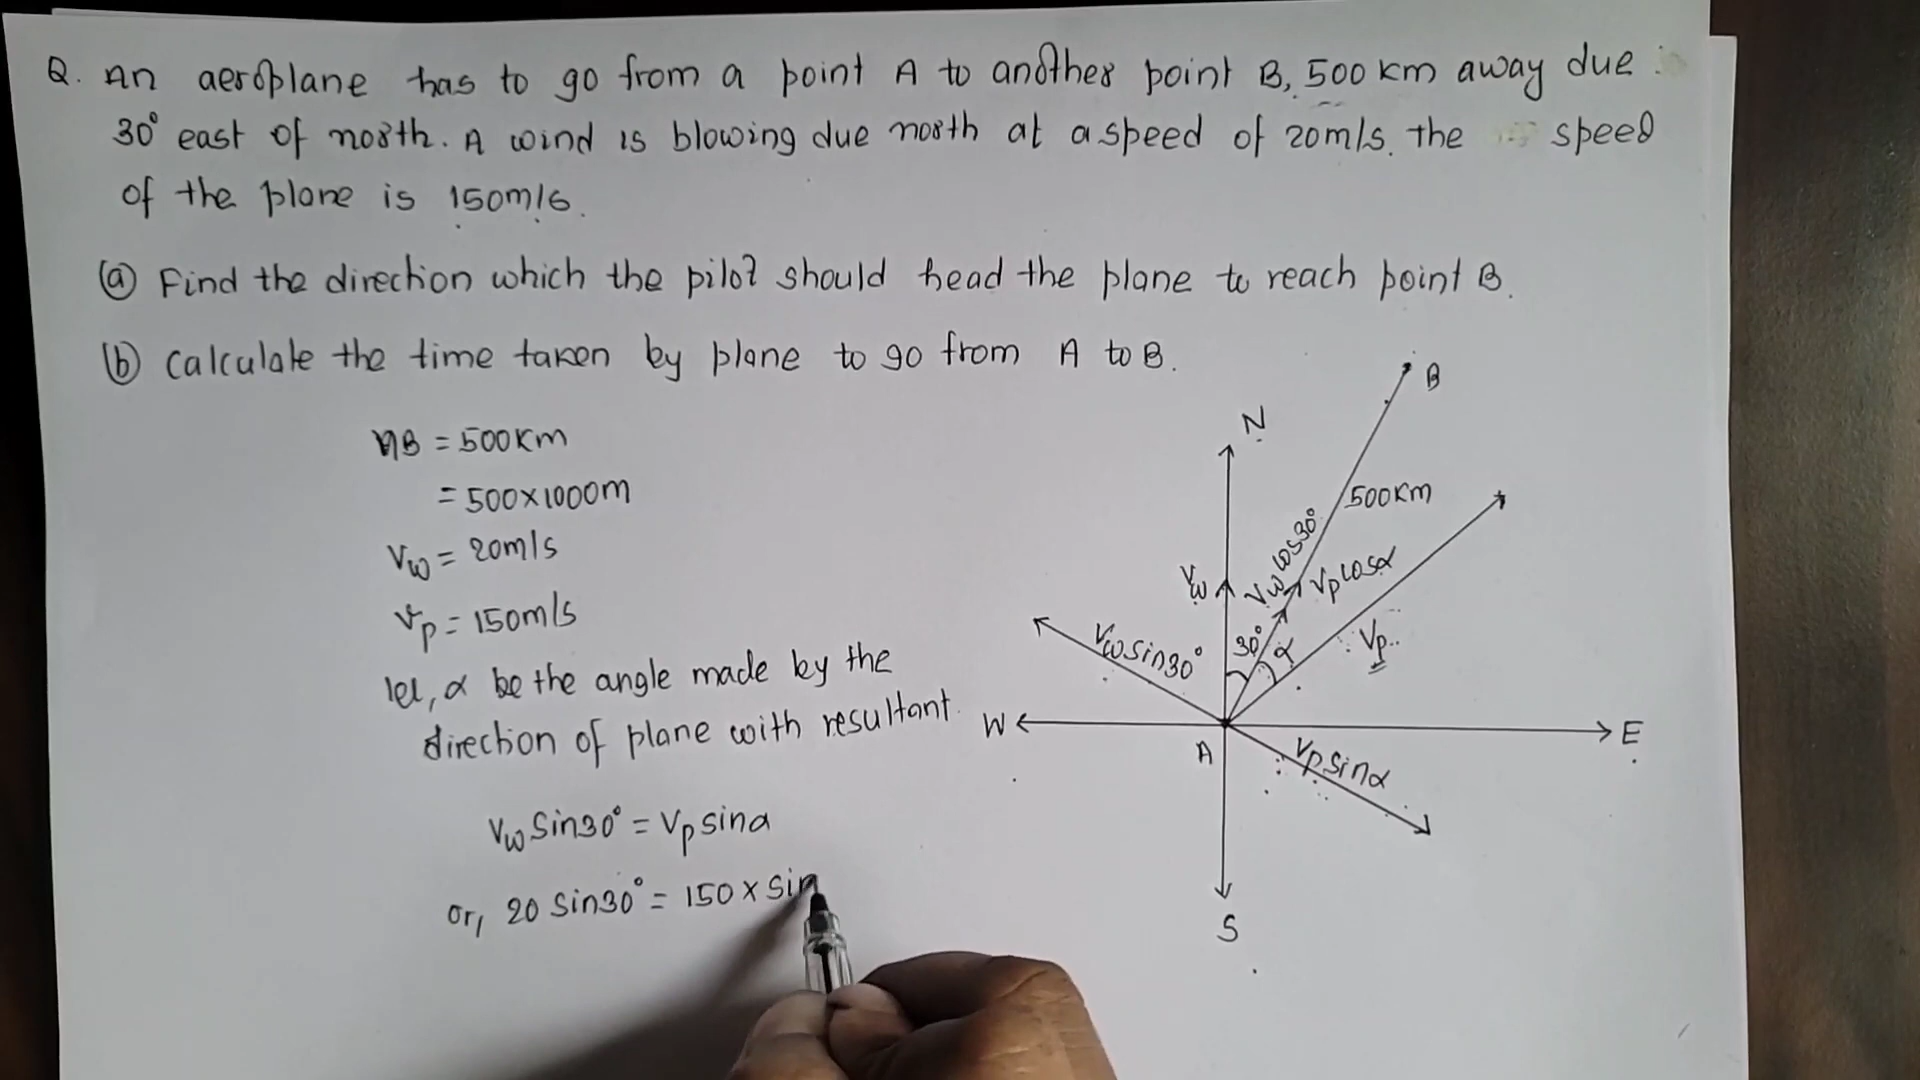 Q. An aeroplane has to go from a point A to another point B, 500 km away due
30° east of north. A wind is blowing due north at a speed of 20m/s. the speed
of the plane is 150m/s.
(a) Find the direction which the pilot should head the plane to reach point B.
(b) calculate the time taken by plane to go from A to B.
AB = 500km
= 500×1000m
Vw = 20m/s
Vp = 150m/s
let, α be the angle made by the
direction of plane with resultant
Vw Sin30° = Vp sinα
or, 20 Sin30° = 150 × Sin
B
N
500km
Vw cos30°
Vp cosα
Vw
30°
α
Vp
Vw sin30°
W
A
E
Vp sinα
S